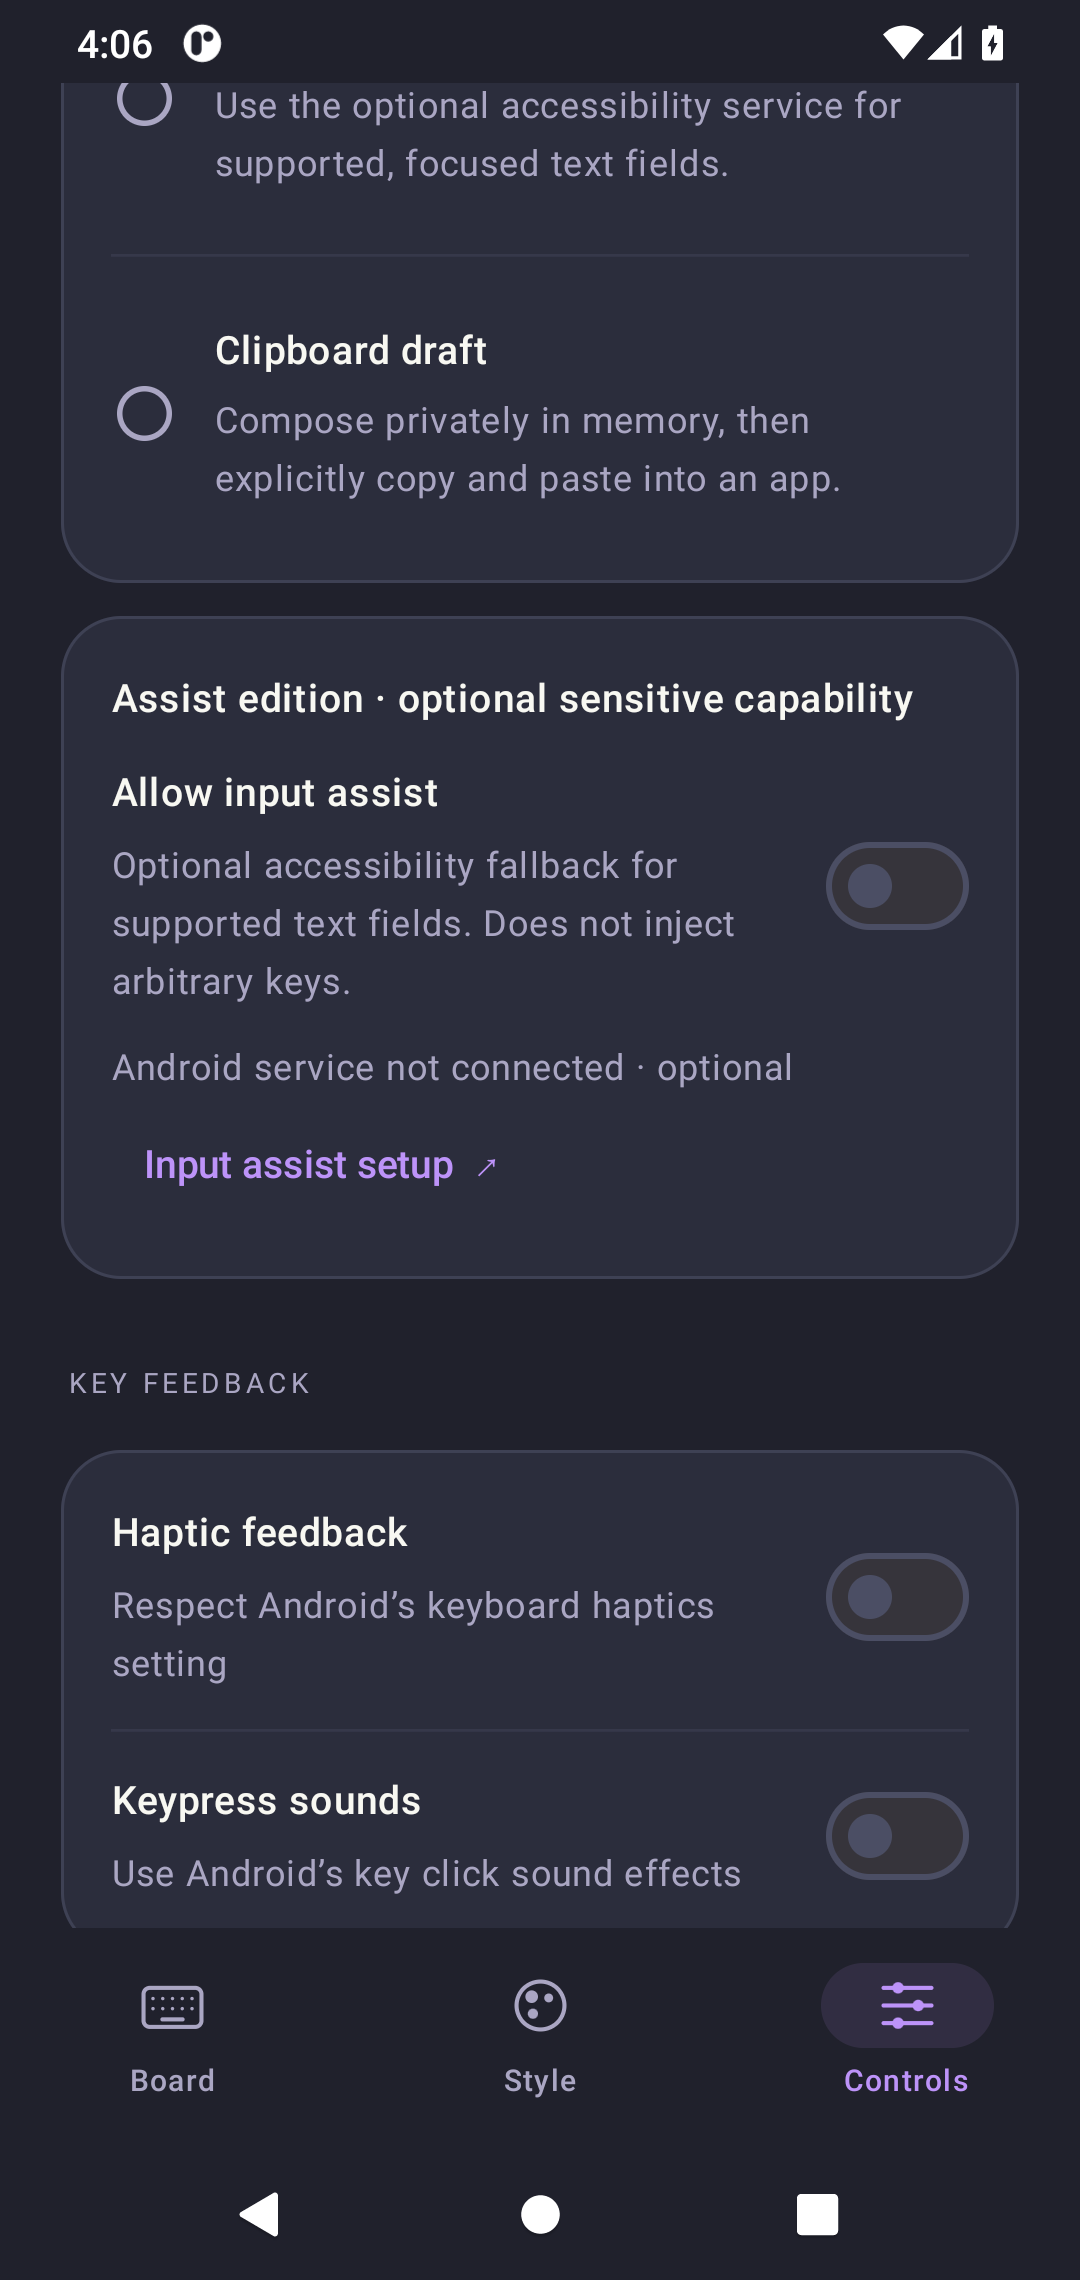 4:06
Use the optional accessibility service for
supported, focused text fields.
Clipboard draft
Compose privately in memory, then
explicitly copy and paste into an app.
Assist edition · optional sensitive capability
Allow input assist
Optional accessibility fallback for
supported text fields. Does not inject
arbitrary keys.
Android service not connected · optional
Input assist setup ↗
KEY FEEDBACK
Haptic feedback
Respect Android’s keyboard haptics
setting
Keypress sounds
Use Android’s key click sound effects
Board
Style
Controls